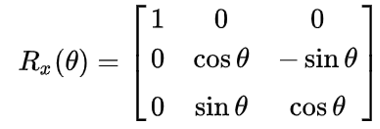 R_x(θ) = [ 1 0 0
0 cos θ − sin θ
0 sin θ cos θ ]